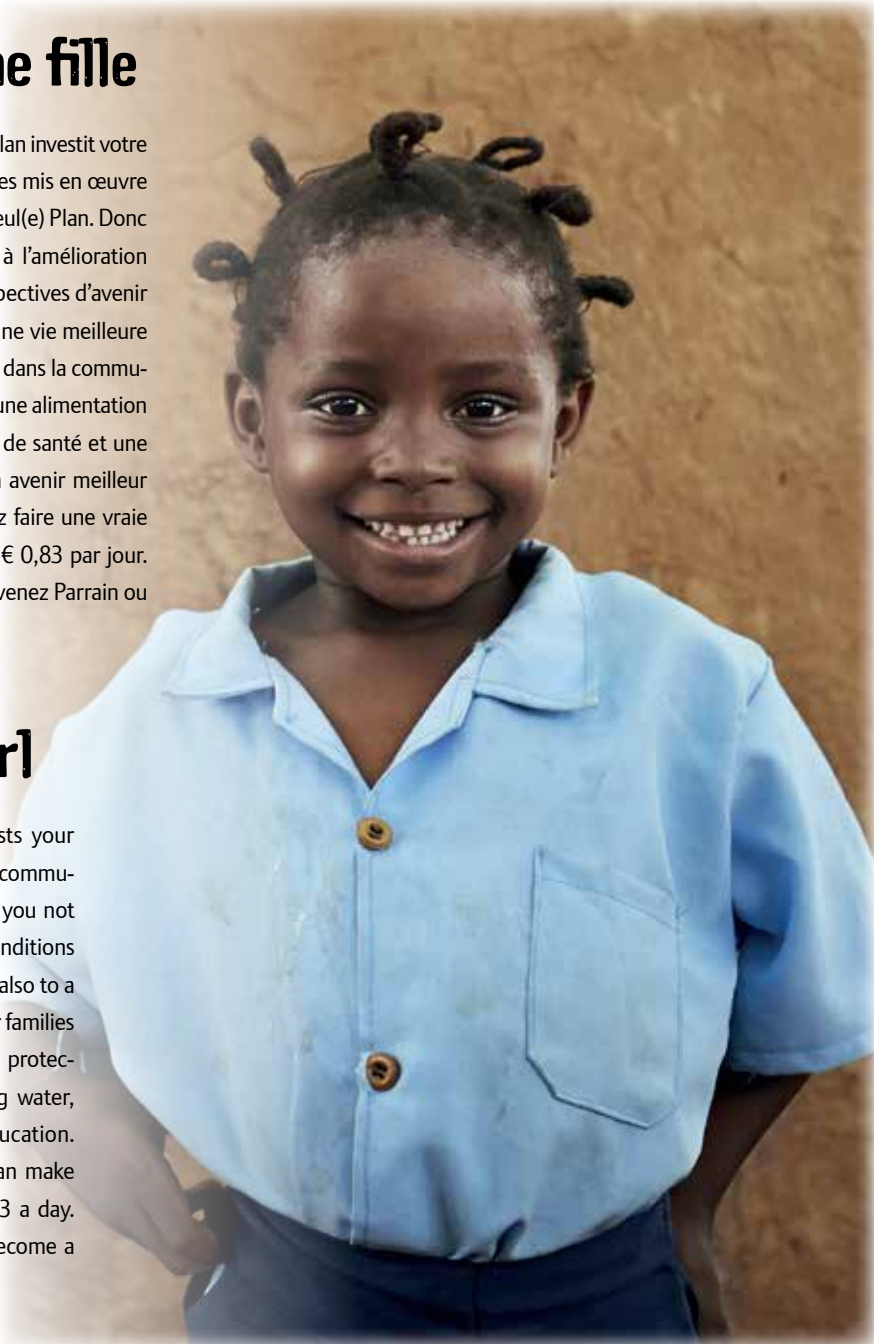 ne fille
lan investit votre
es mis en œuvre
eul(e) Plan. Donc
à l’amélioration
pectives d’avenir
ne vie meilleure
dans la commu-
une alimentation
de santé et une
avenir meilleur
z faire une vraie
€ 0,83 par jour.
venez Parrain ou
rl
sts your
commu-
you not
nditions
also to a
families
protec-
g water,
ucation.
an make
3 a day.
ecome a